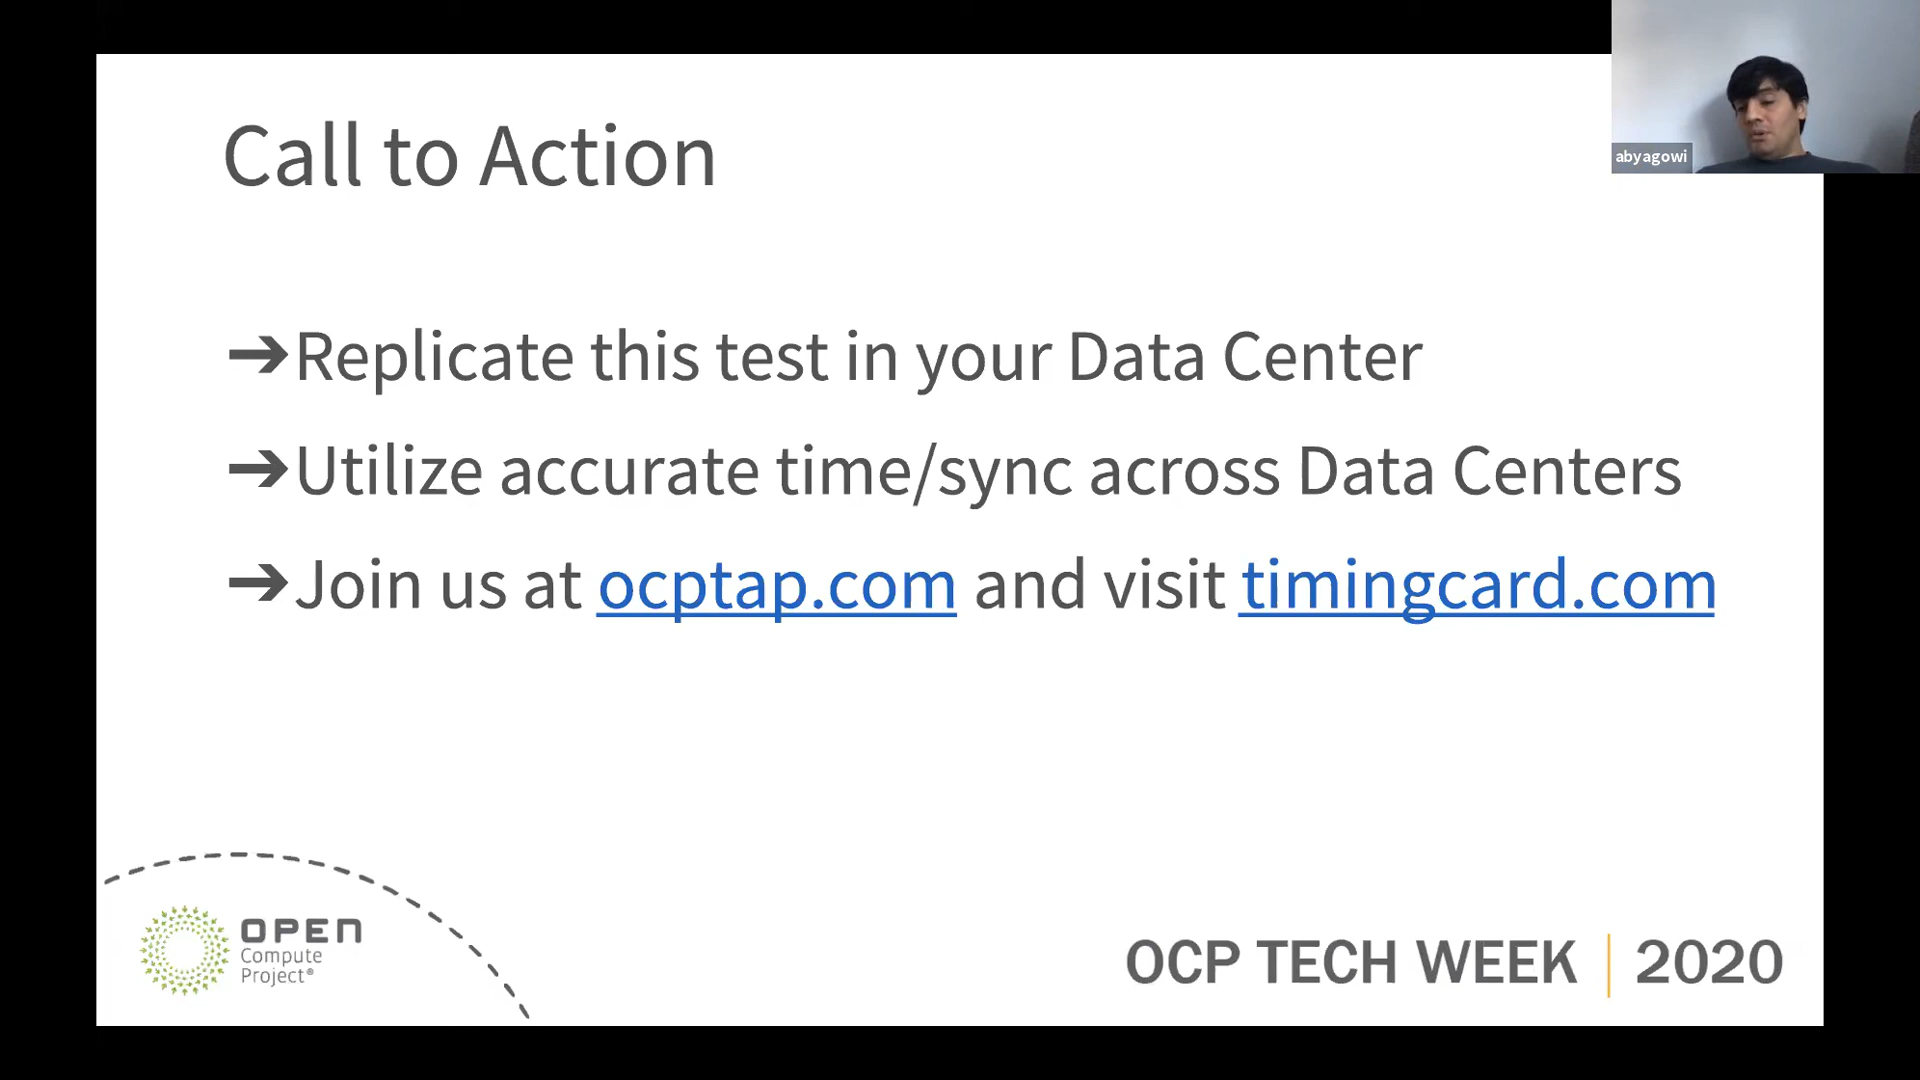 Call to Action
abyagowi
➔Replicate this test in your Data Center
➔Utilize accurate time/sync across Data Centers
➔Join us at ocptap.com and visit timingcard.com
OPEN
Compute
Project®
OCP TECH WEEK | 2020